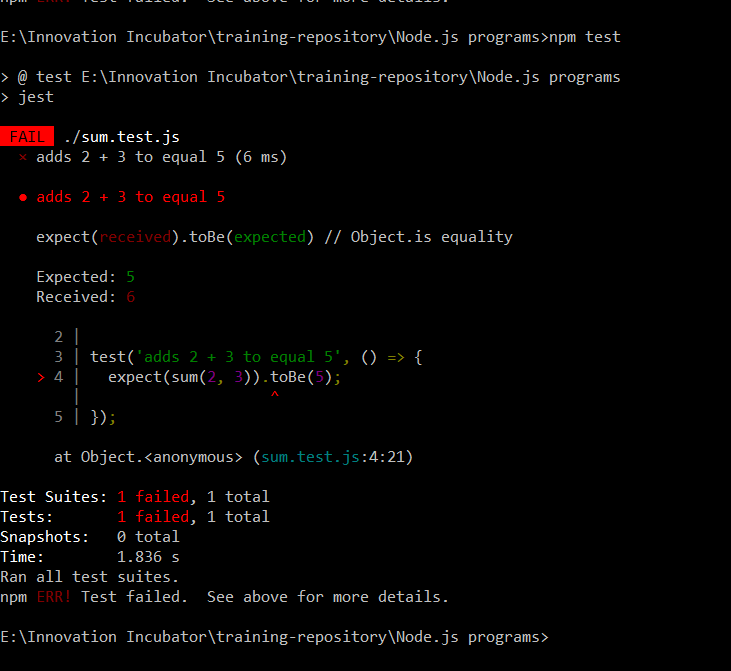 npm ERR! Test failed.  See above for more details.
E:\Innovation Incubator\training-repository\Node.js programs>npm test
> @ test E:\Innovation Incubator\training-repository\Node.js programs
> jest
FAIL ./sum.test.js
× adds 2 + 3 to equal 5 (6 ms)
● adds 2 + 3 to equal 5
expect(received).toBe(expected) // Object.is equality
Expected: 5
Received: 6
2 |
3 | test('adds 2 + 3 to equal 5', () => {
> 4 |   expect(sum(2, 3)).toBe(5);
|                     ^
5 | });
at Object.<anonymous> (sum.test.js:4:21)
Test Suites: 1 failed, 1 total
Tests:       1 failed, 1 total
Snapshots:   0 total
Time:        1.836 s
Ran all test suites.
npm ERR! Test failed.  See above for more details.
E:\Innovation Incubator\training-repository\Node.js programs>